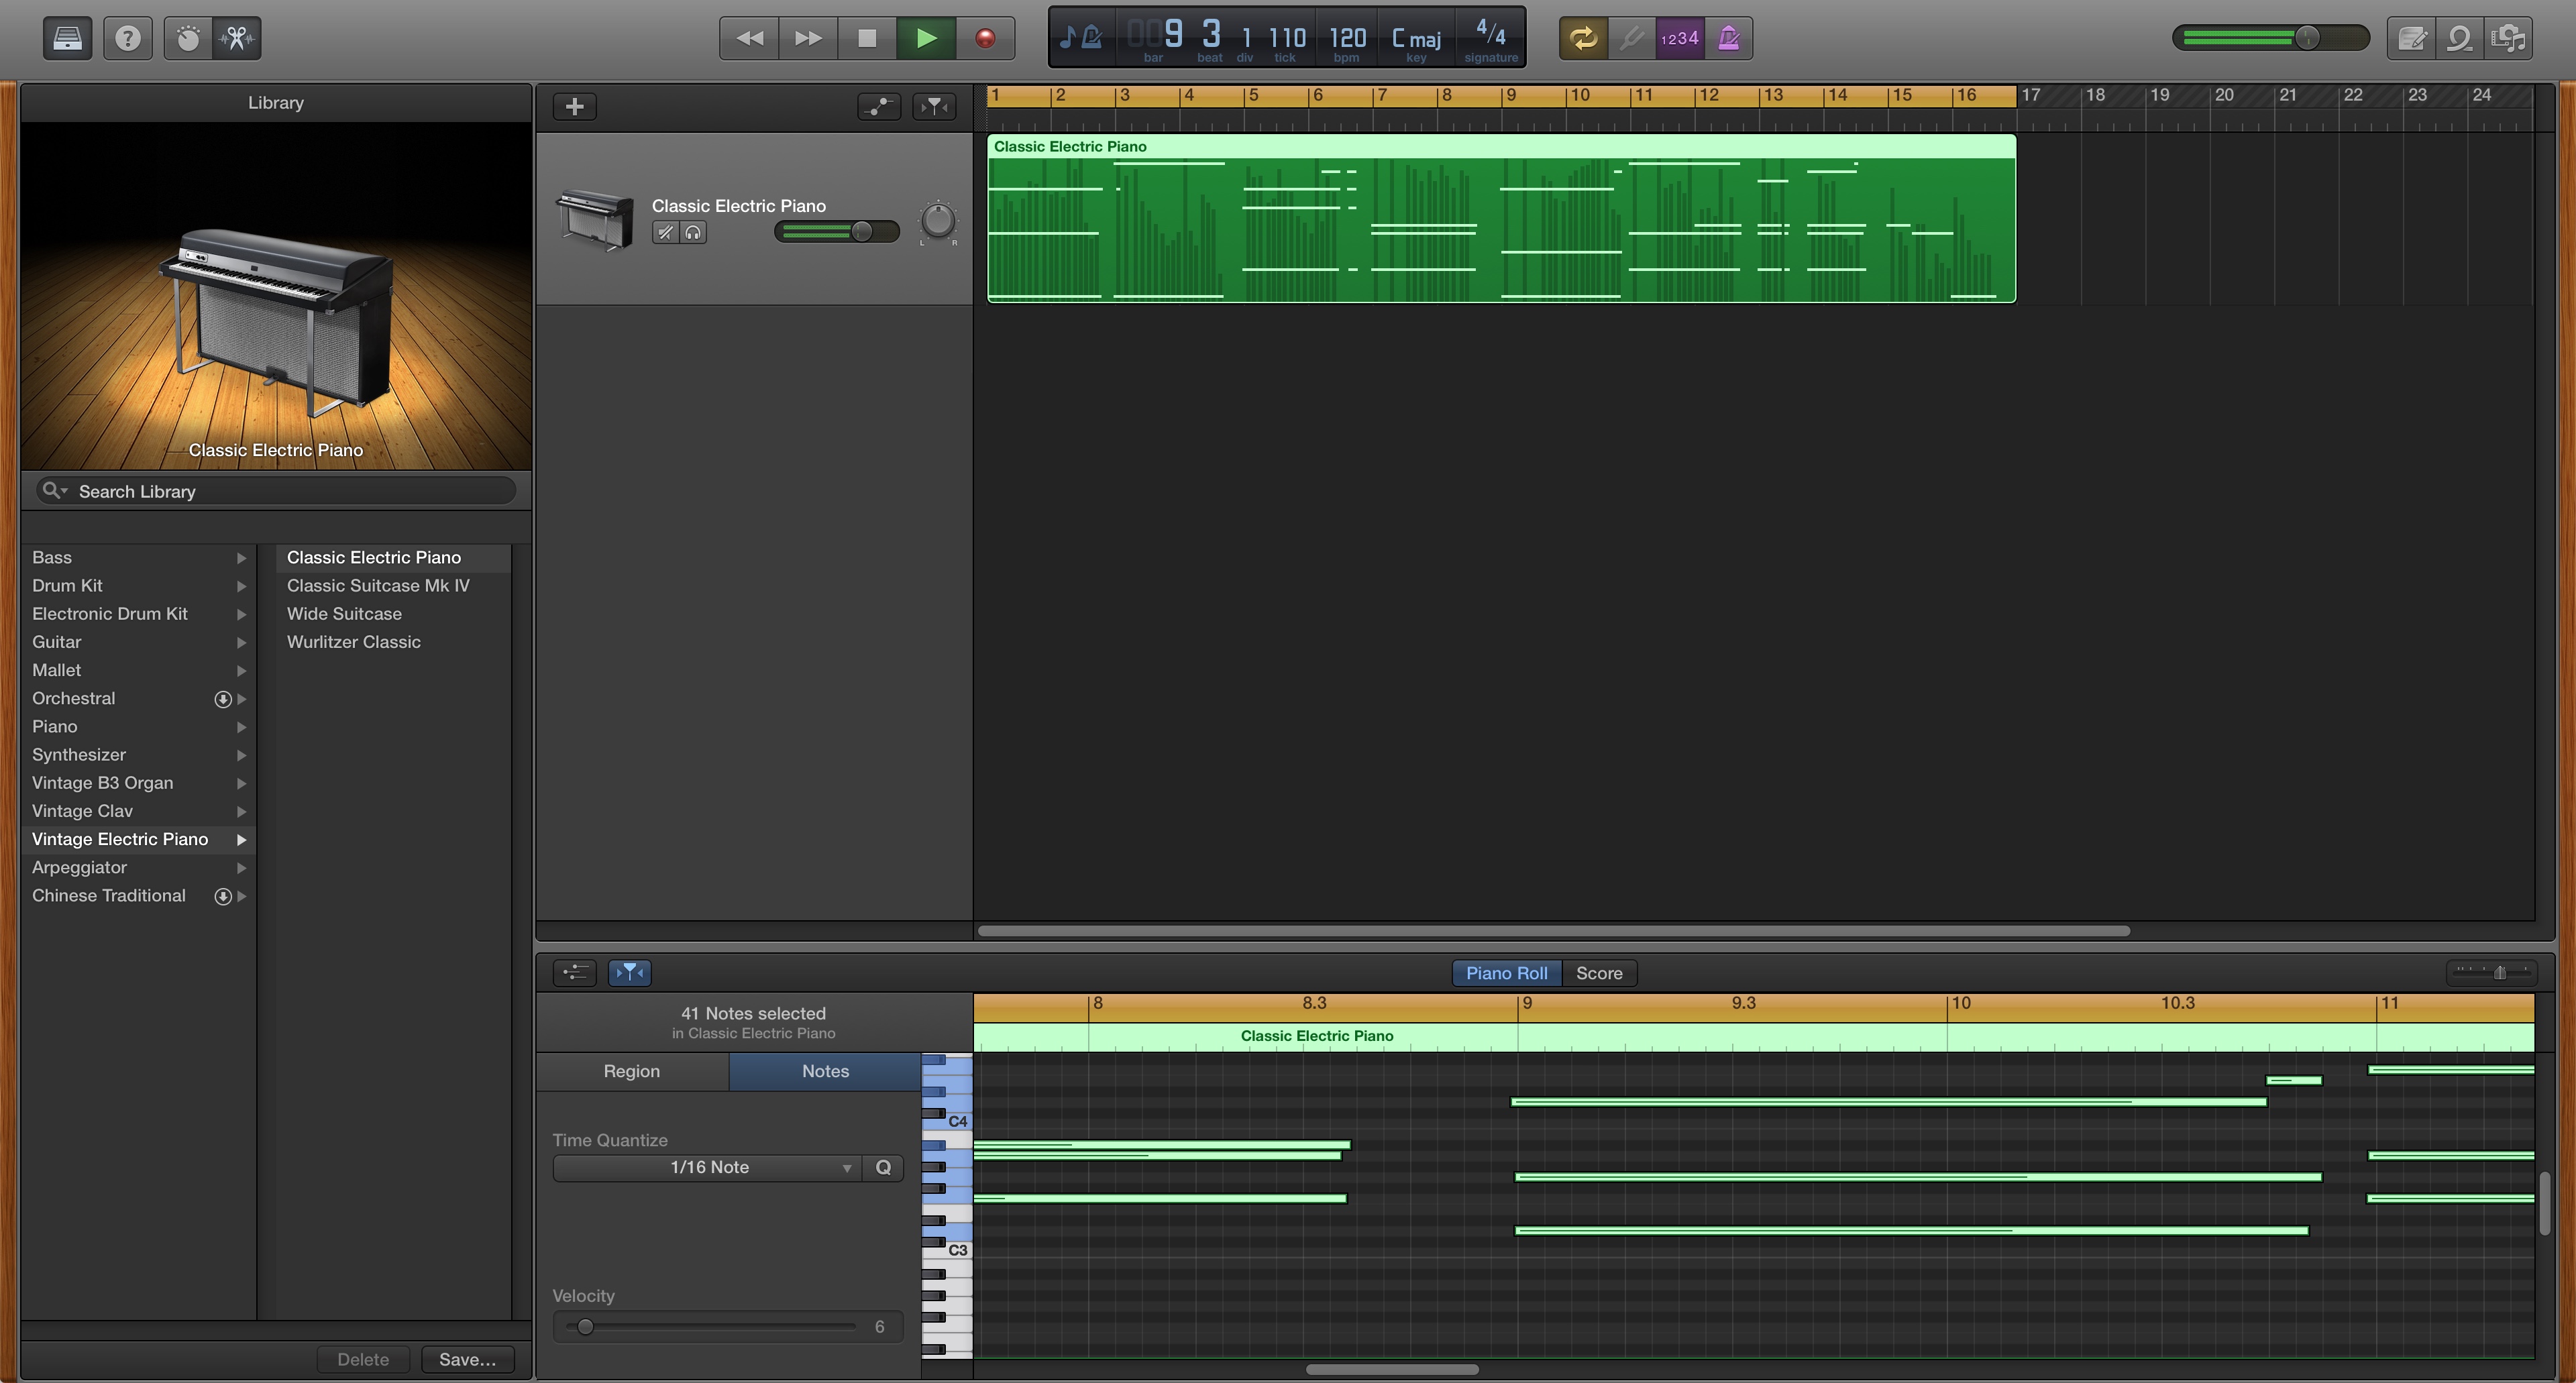 9 3 1 110 120 C maj 4/4
bar beat div tick bpm key signature
1234
Library
Classic Electric Piano
Search Library
Bass
Drum Kit
Electronic Drum Kit
Guitar
Mallet
Orchestral
Piano
Synthesizer
Vintage B3 Organ
Vintage Clav
Vintage Electric Piano
Arpeggiator
Chinese Traditional
Classic Electric Piano
Classic Suitcase Mk IV
Wide Suitcase
Wurlitzer Classic
Delete Save...
1 2 3 4 5 6 7 8 9 10 11 12 13 14 15 16 17 18 19 20 21 22 23 24
Classic Electric Piano
Classic Electric Piano
L R
Piano Roll Score
41 Notes selected
in Classic Electric Piano
8 8.3 9 9.3 10 10.3 11
Classic Electric Piano
Region Notes
Time Quantize
1/16 Note Q
Velocity
6
C4
C3